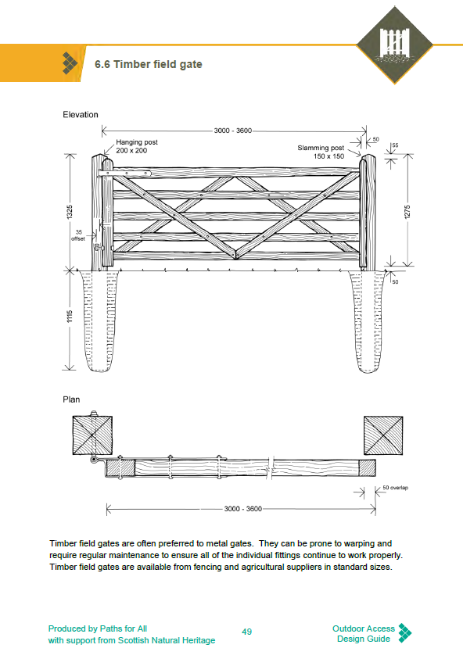 6.6 Timber field gate
Elevation
3000 - 3600
Hanging post
200 x 200
Slamming post
150 x 150
50
55
1325
1275
35
offset
50
1115
Plan
50 overlap
3000 - 3600
Timber field gates are often preferred to metal gates. They can be prone to warping and
require regular maintenance to ensure all of the individual fittings continue to work properly.
Timber field gates are available from fencing and agricultural suppliers in standard sizes.
Produced by Paths for All
with support from Scottish Natural Heritage
49
Outdoor Access
Design Guide